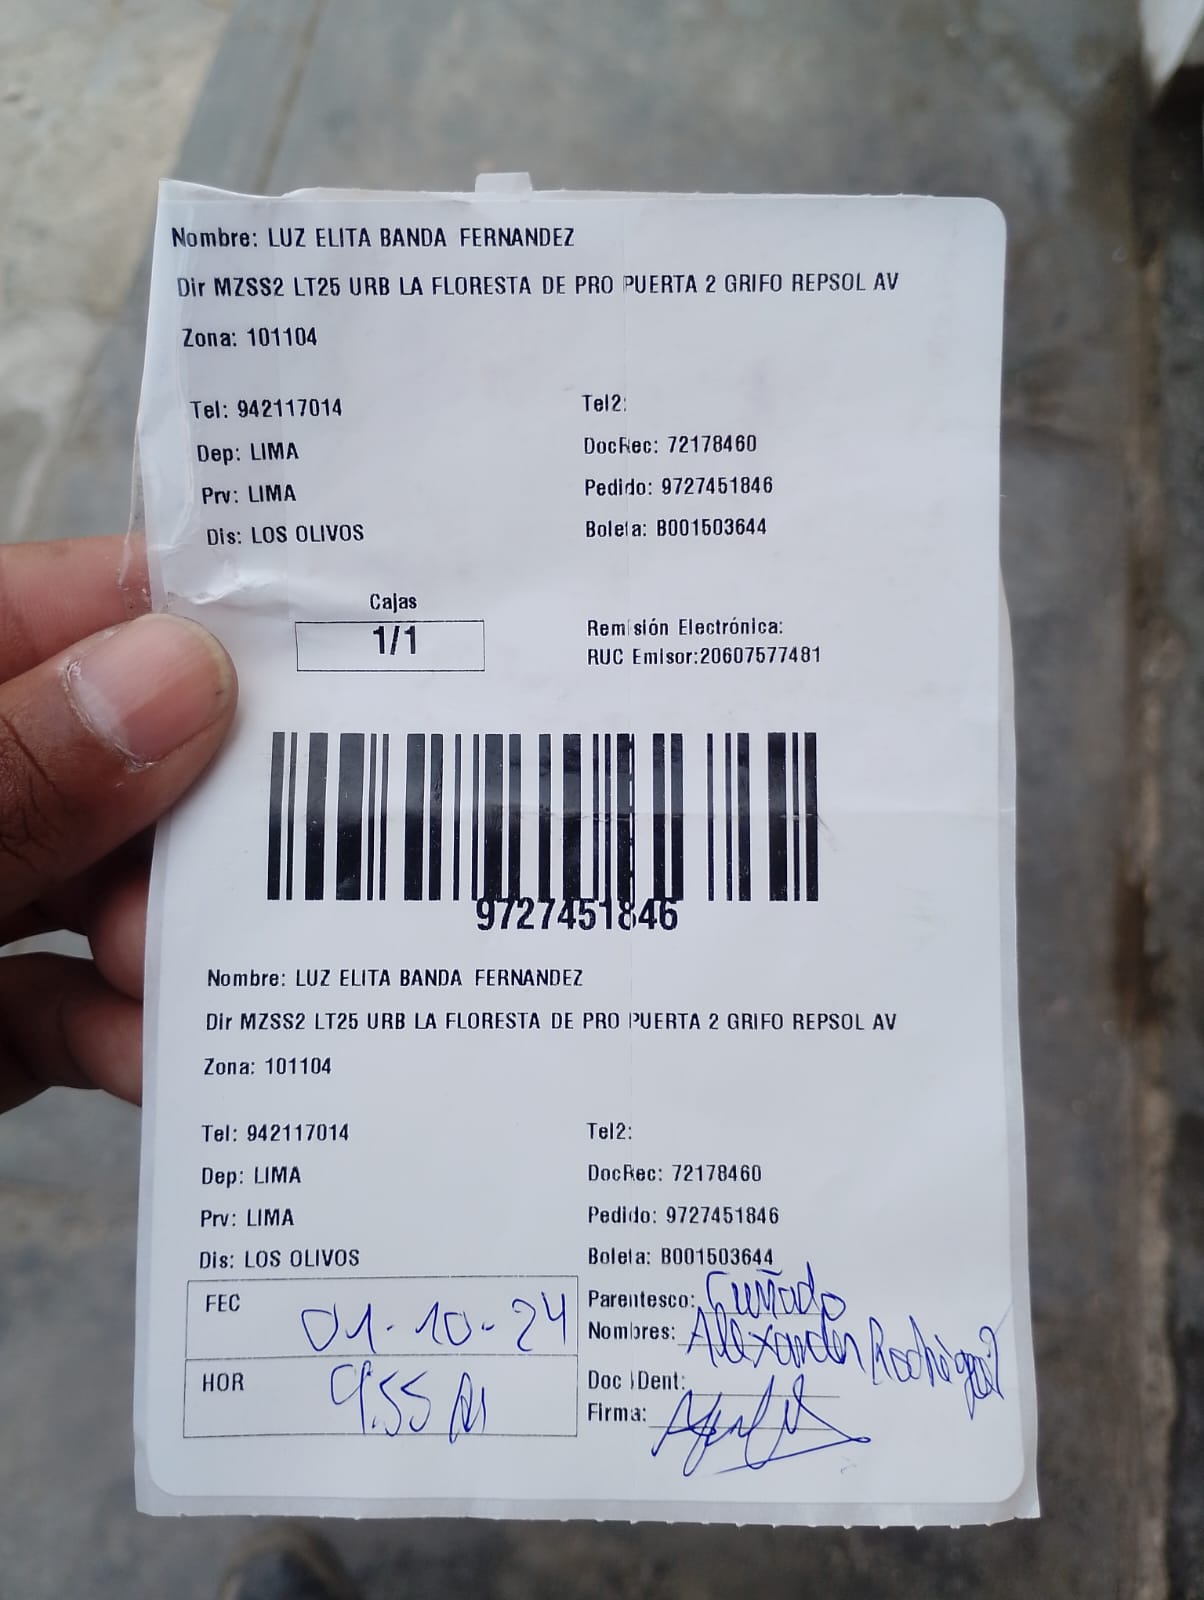 Nombre: LUZ ELITA BANDA FERNANDEZ
Dir MZSS2 LT25 URB LA FLORESTA DE PRO PUERTA 2 GRIFO REPSOL AV
Zona: 101104
Tel: 942117014
Tel2:
Dep: LIMA
DocRec: 72178460
Prv: LIMA
Pedido: 9727451846
Dis: LOS OLIVOS
Boleta: B001503644
Cajas
1/1
Remisión Electrónica:
RUC Emisor:20607577481
9727451846
Nombre: LUZ ELITA BANDA FERNANDEZ
Dir MZSS2 LT25 URB LA FLORESTA DE PRO PUERTA 2 GRIFO REPSOL AV
Zona: 101104
Tel: 942117014
Tel2:
Dep: LIMA
DocRec: 72178460
Prv: LIMA
Pedido: 9727451846
Dis: LOS OLIVOS
Boleta: B001503644
FEC 01-10-24
Parentesco: Cuñado
Nombres: Alexander
HOR 9:55
Doc IDent:
Firma: